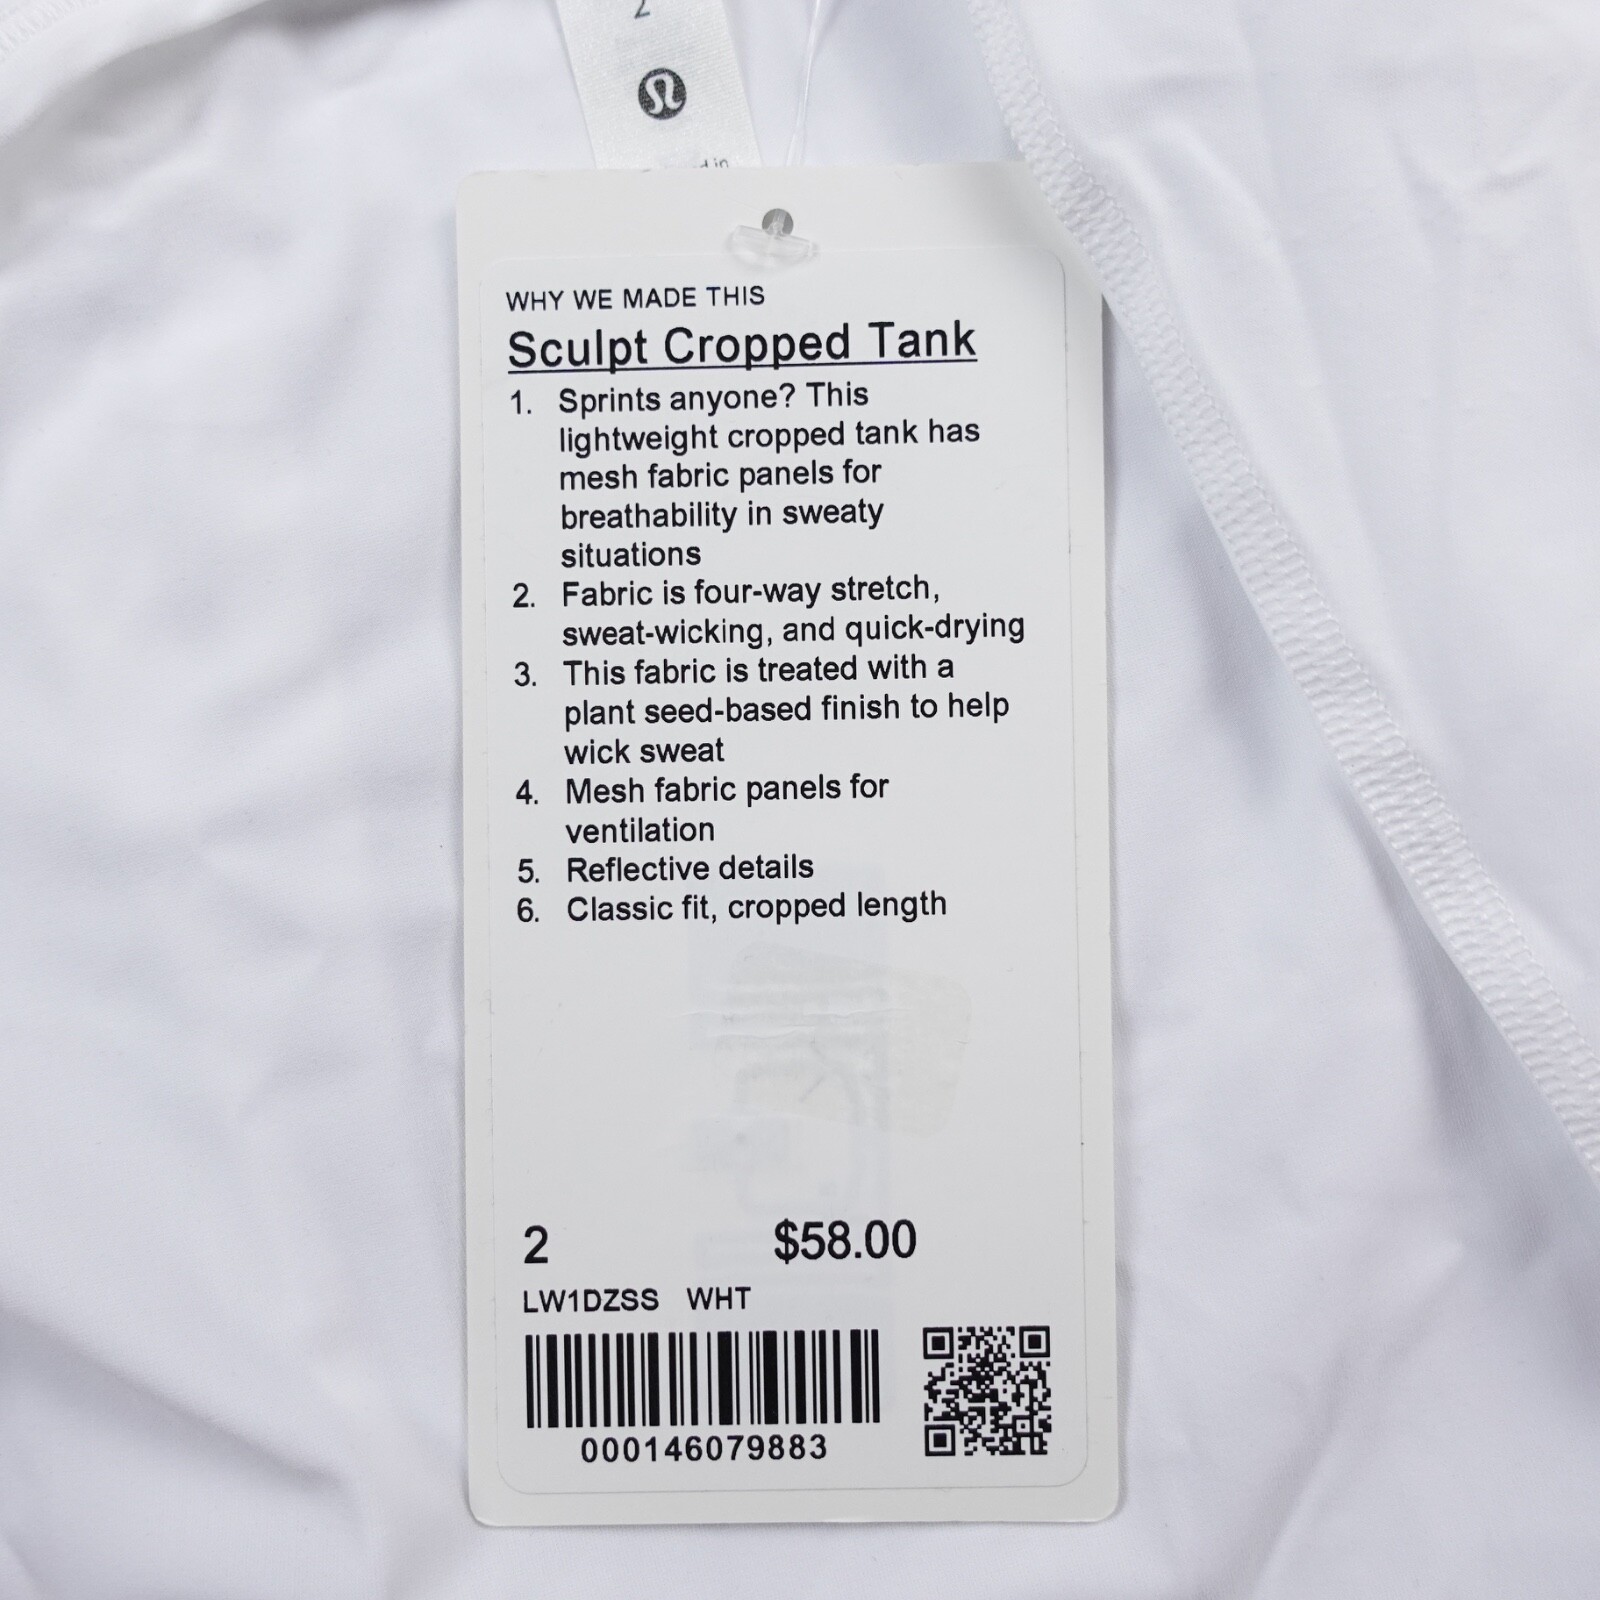 2
WHY WE MADE THIS
Sculpt Cropped Tank
1. Sprints anyone? This
lightweight cropped tank has
mesh fabric panels for
breathability in sweaty
situations
2. Fabric is four-way stretch,
sweat-wicking, and quick-drying
3. This fabric is treated with a
plant seed-based finish to help
wick sweat
4. Mesh fabric panels for
ventilation
5. Reflective details
6. Classic fit, cropped length
2 $58.00
LW1DZSS WHT
000146079883